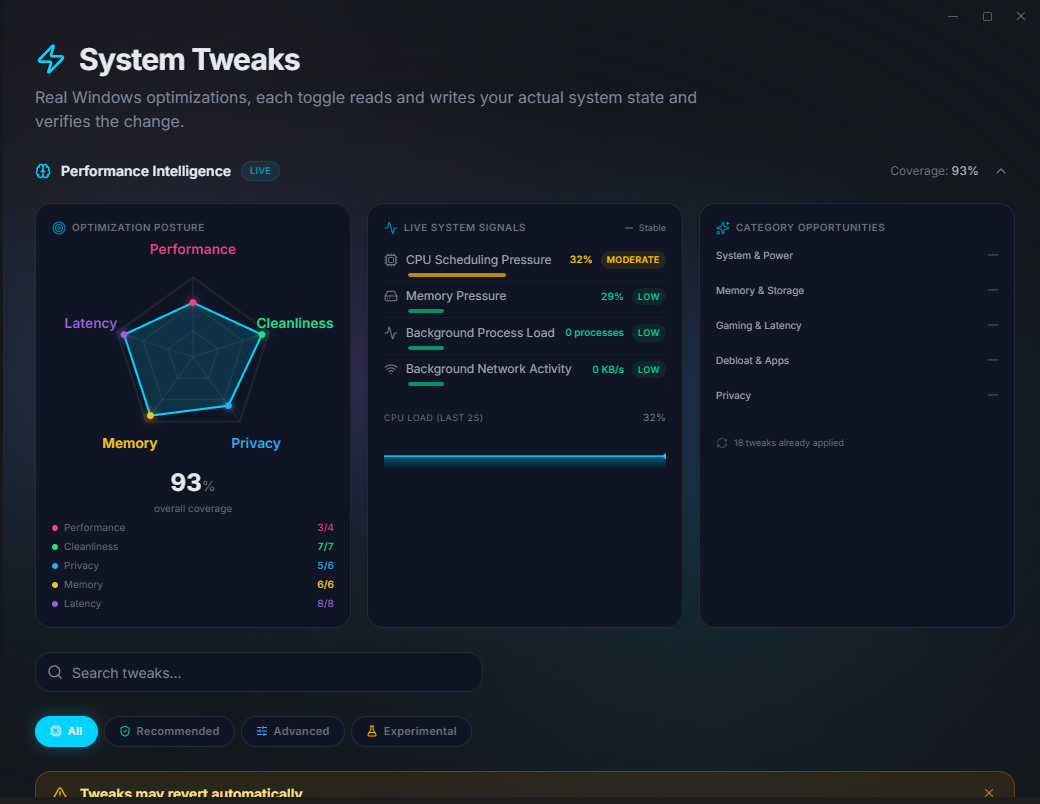 System Tweaks
Real Windows optimizations, each toggle reads and writes your actual system state and
verifies the change.
Performance Intelligence LIVE
Coverage: 93%
OPTIMIZATION POSTURE
Performance
Latency
Cleanliness
Memory
Privacy
93%
overall coverage
Performance 3/4
Cleanliness 7/7
Privacy 5/6
Memory 6/6
Latency 8/8
LIVE SYSTEM SIGNALS — Stable
CPU Scheduling Pressure 32% MODERATE
Memory Pressure 29% LOW
Background Process Load 0 processes LOW
Background Network Activity 0 KB/s LOW
CPU LOAD (LAST 2S) 32%
CATEGORY OPPORTUNITIES
System & Power —
Memory & Storage —
Gaming & Latency —
Debloat & Apps —
Privacy —
18 tweaks already applied
Search tweaks...
All Recommended Advanced Experimental
Tweaks may revert automatically